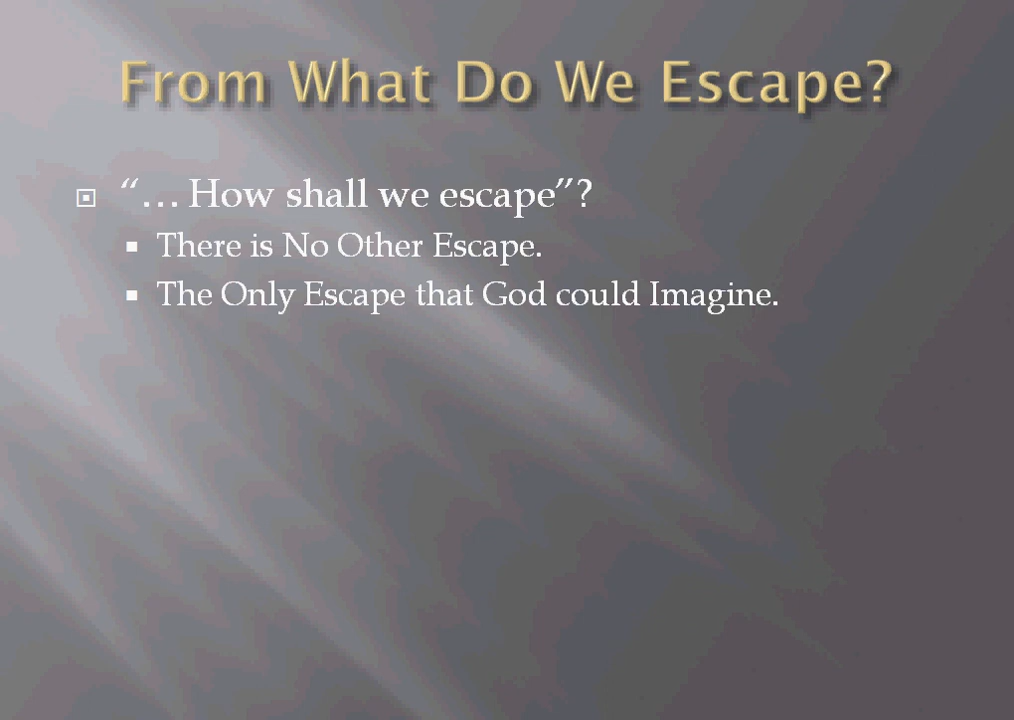 From What Do We Escape?
“… How shall we escape”?
There is No Other Escape.
The Only Escape that God could Imagine.